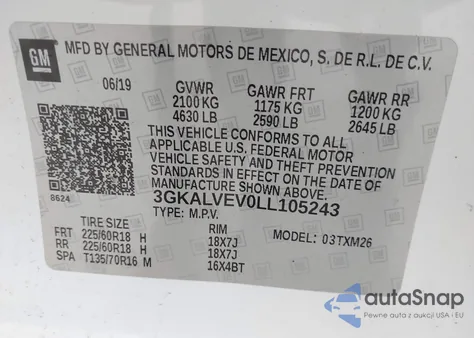 GM
MFD BY GENERAL MOTORS DE MEXICO, S. DE R.L. DE C.V.
06/19 GVWR GAWR FRT GAWR RR
2100 KG 1175 KG 1200 KG
4630 LB 2590 LB 2645 LB
THIS VEHICLE CONFORMS TO ALL
APPLICABLE U.S. FEDERAL MOTOR
VEHICLE SAFETY AND THEFT PREVENTION
STANDARDS IN EFFECT ON THE DATE OF
MANUFACTURE SHOWN ABOVE.
8624
3GKALVEV0LL105243
TYPE: M.P.V.
MODEL: 03TXM26
TIRE SIZE RIM
FRT 225/60R18 H 18X7J
RR 225/60R18 H 18X7J
SPA T135/70R16 M 16X4BT
autaSnap
Pewne auta z aukcji USA i EU